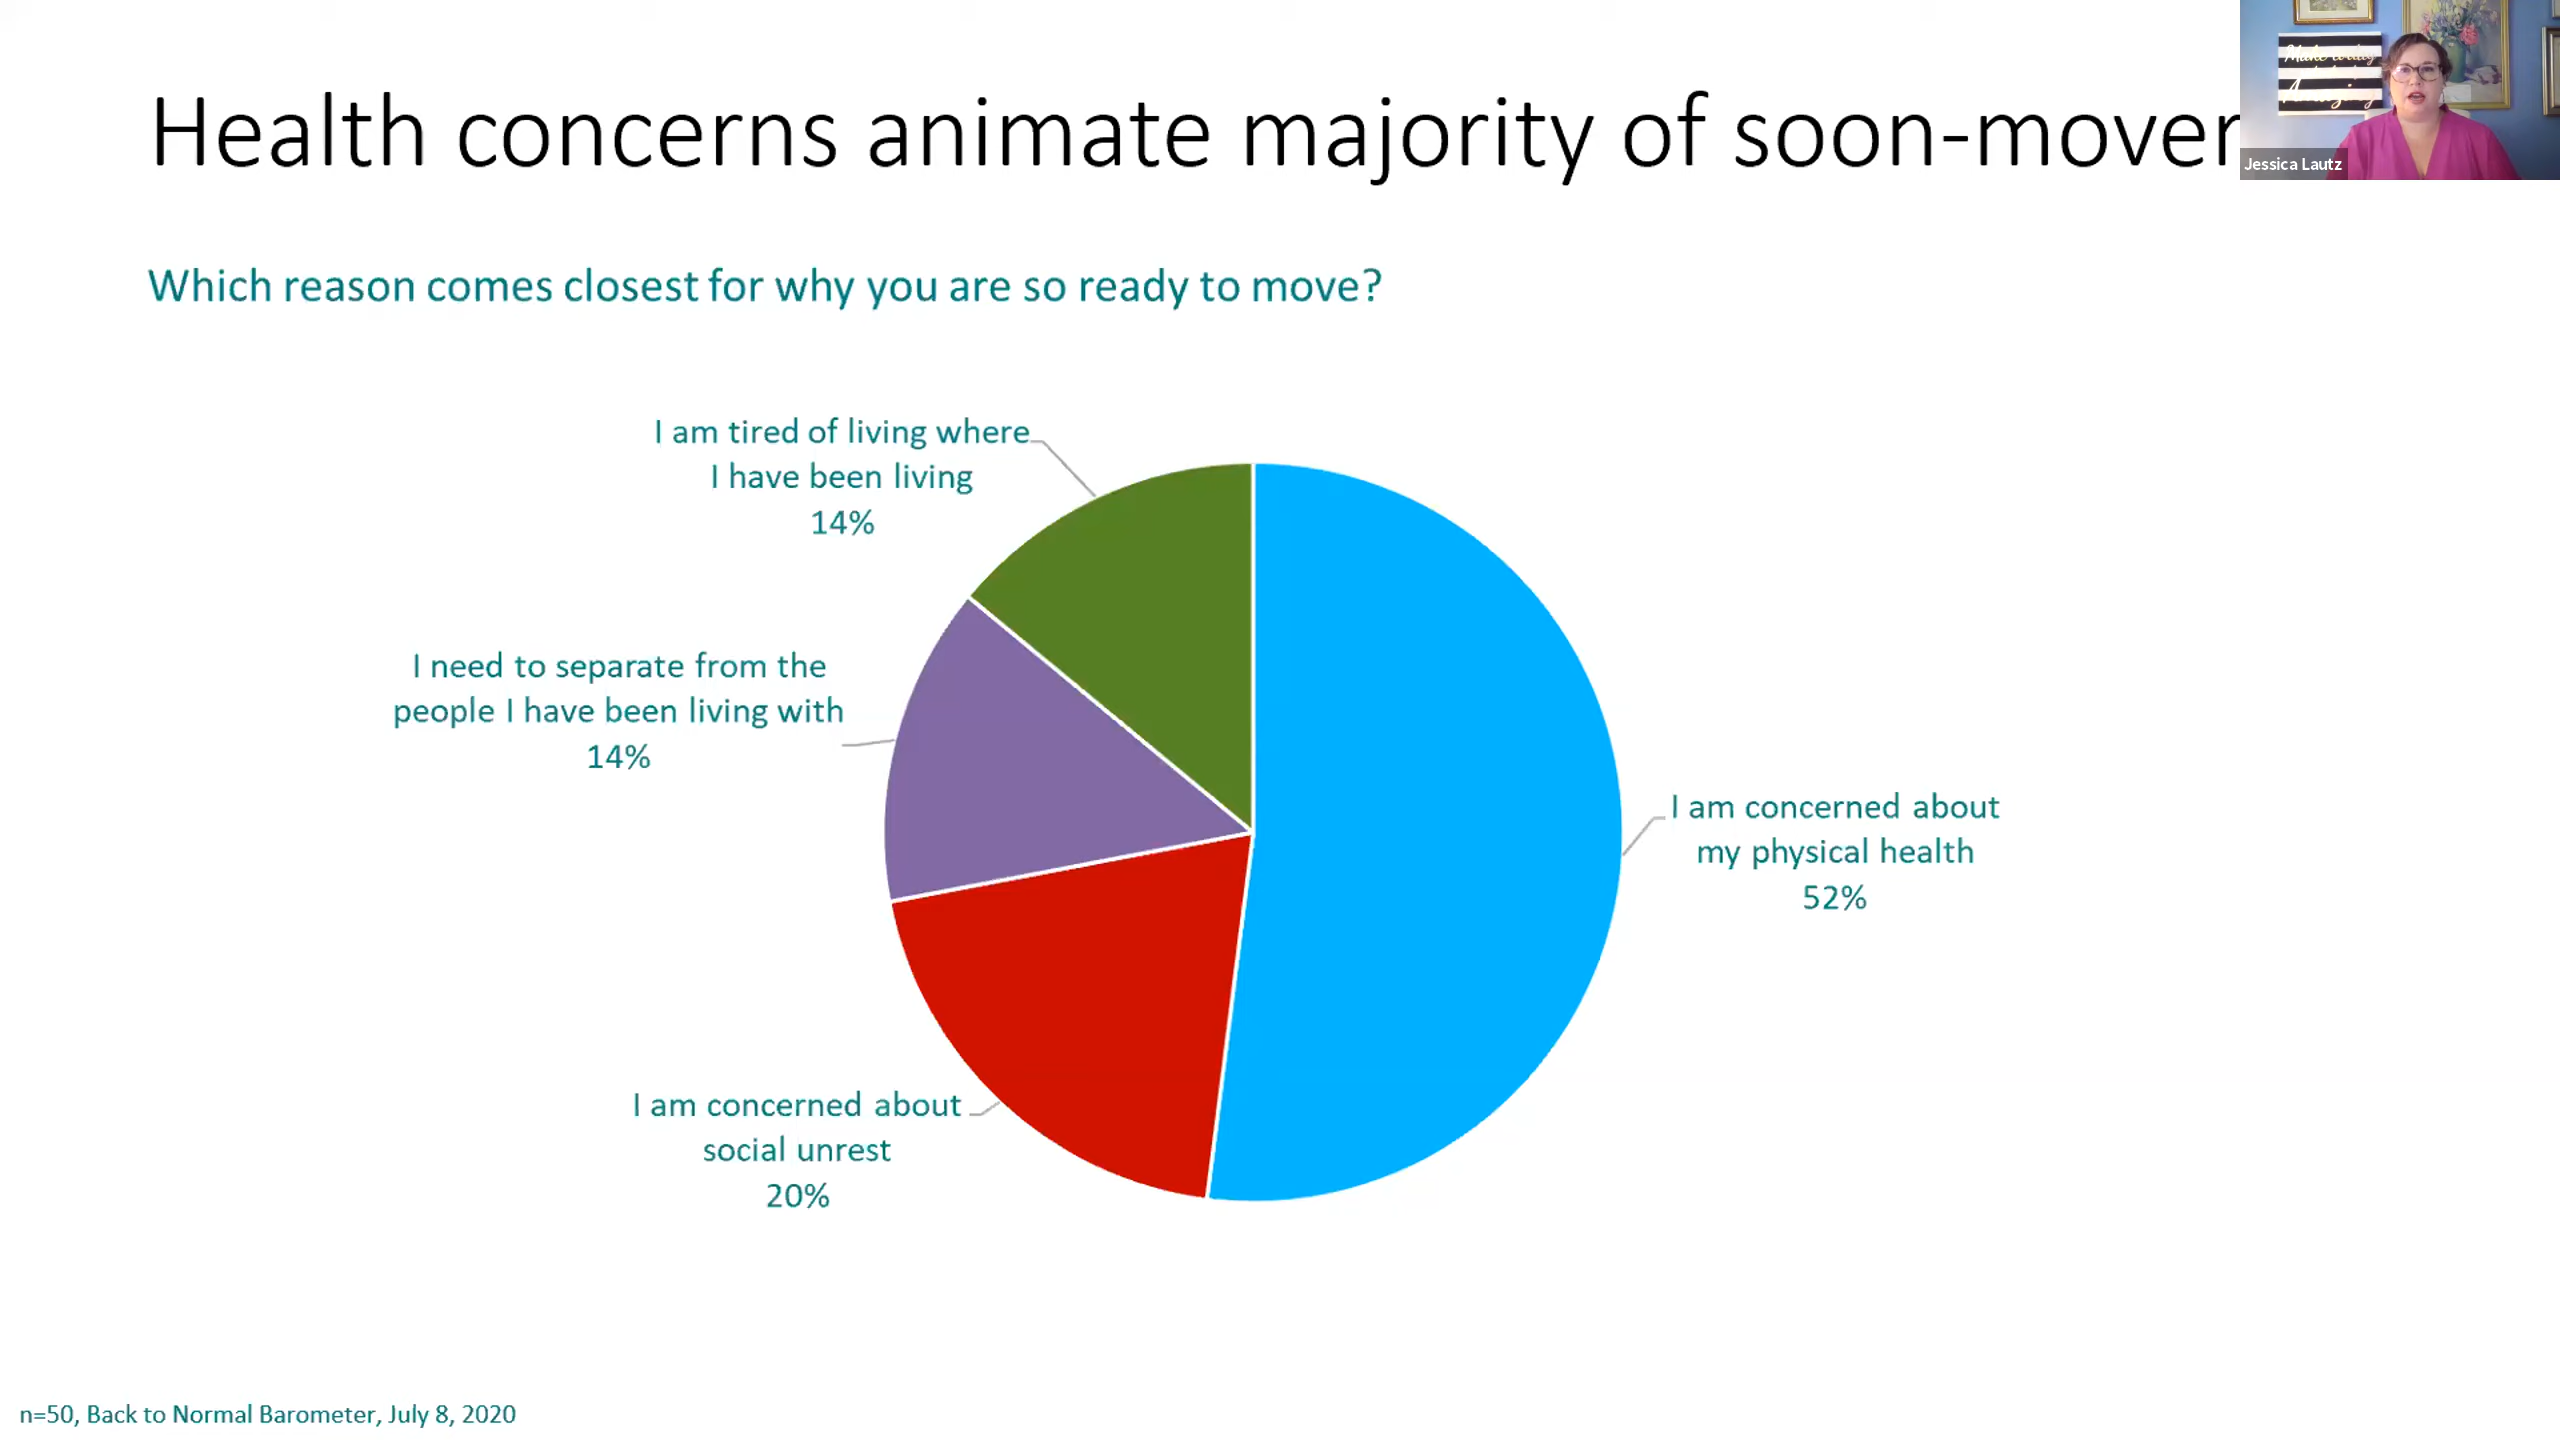 Health concerns animate majority of soon-mover
Make today
Amazing
Jessica Lautz
Which reason comes closest for why you are so ready to move?
I am tired of living where
I have been living
14%
I need to separate from the
people I have been living with
14%
I am concerned about
my physical health
52%
I am concerned about
social unrest
20%
n=50, Back to Normal Barometer, July 8, 2020